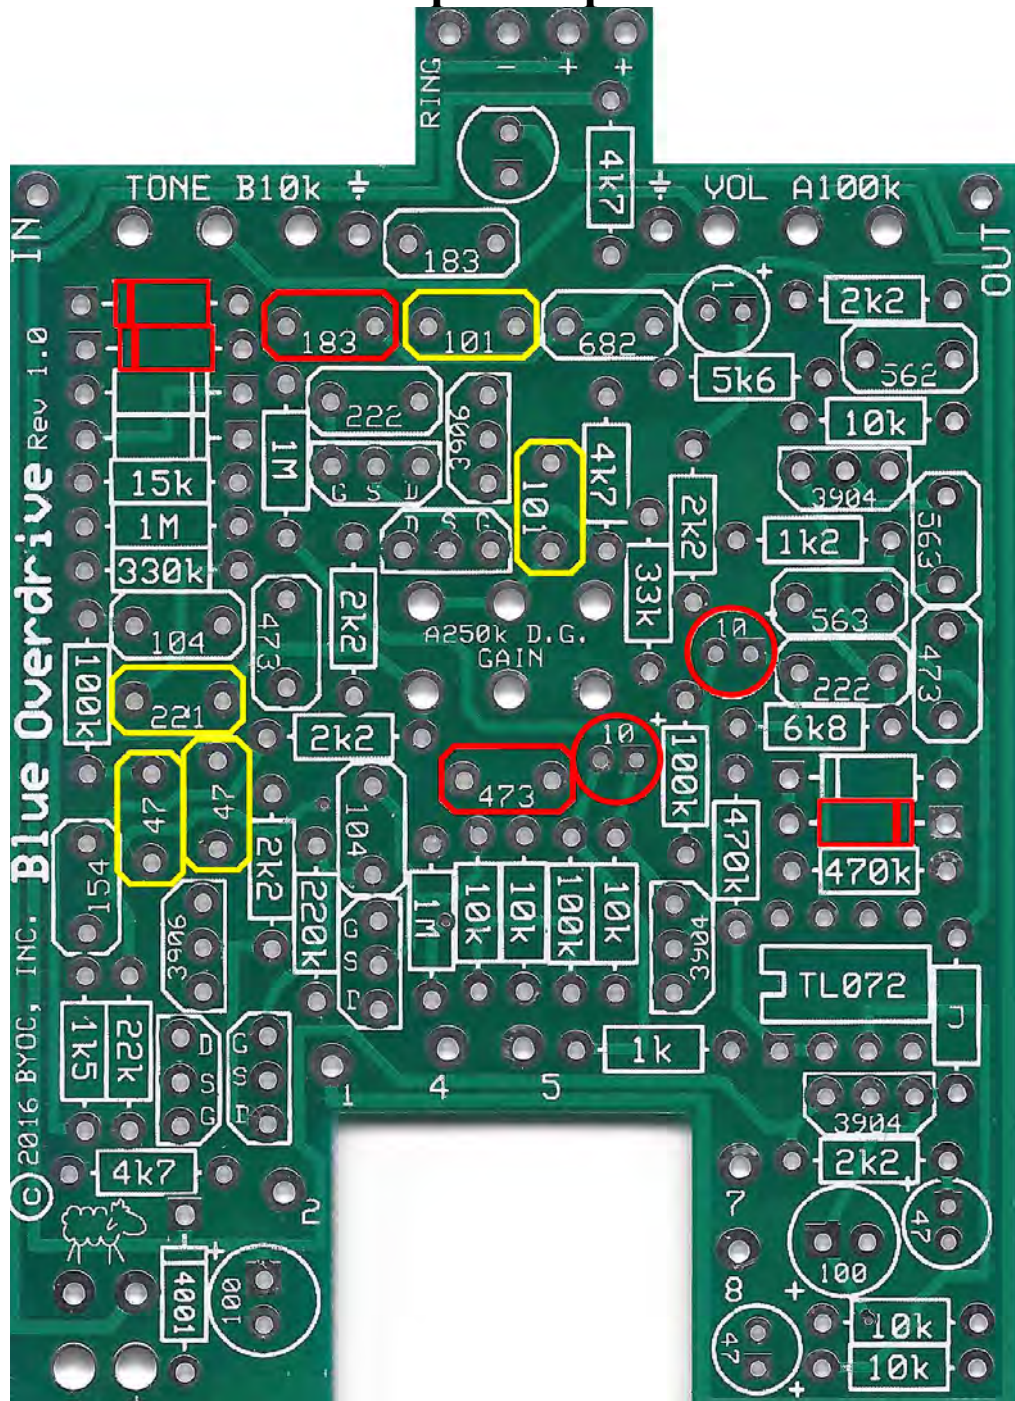 RING
- + +
4k7
TONE B10k
VOL A100k
IN
OUT
183
+
1
2k2
183
101
682
562
5k6
222
3906
10k
1M
4k7
G S D
101
3904
15k
2k2
563
D S G
1M
1k2
330k
33k
2k2
563
104
473
A250k D.G.
GAIN
10
473
100k
222
221
6k8
2k2
+
10
100k
47
47
473
104
470k
154
2k2
220k
470k
1M
10k
10k
100k
10k
3906
G
S
D
3904
TL072
1k5
22k
D
S
G
G
S
D
1k
1
4
5
3904
4k7
2
7
2k2
+
47
+
100
4001
8
100
+
10k
47
10k
+
© 2016 BYOC, INC. Blue Overdrive Rev 1.0